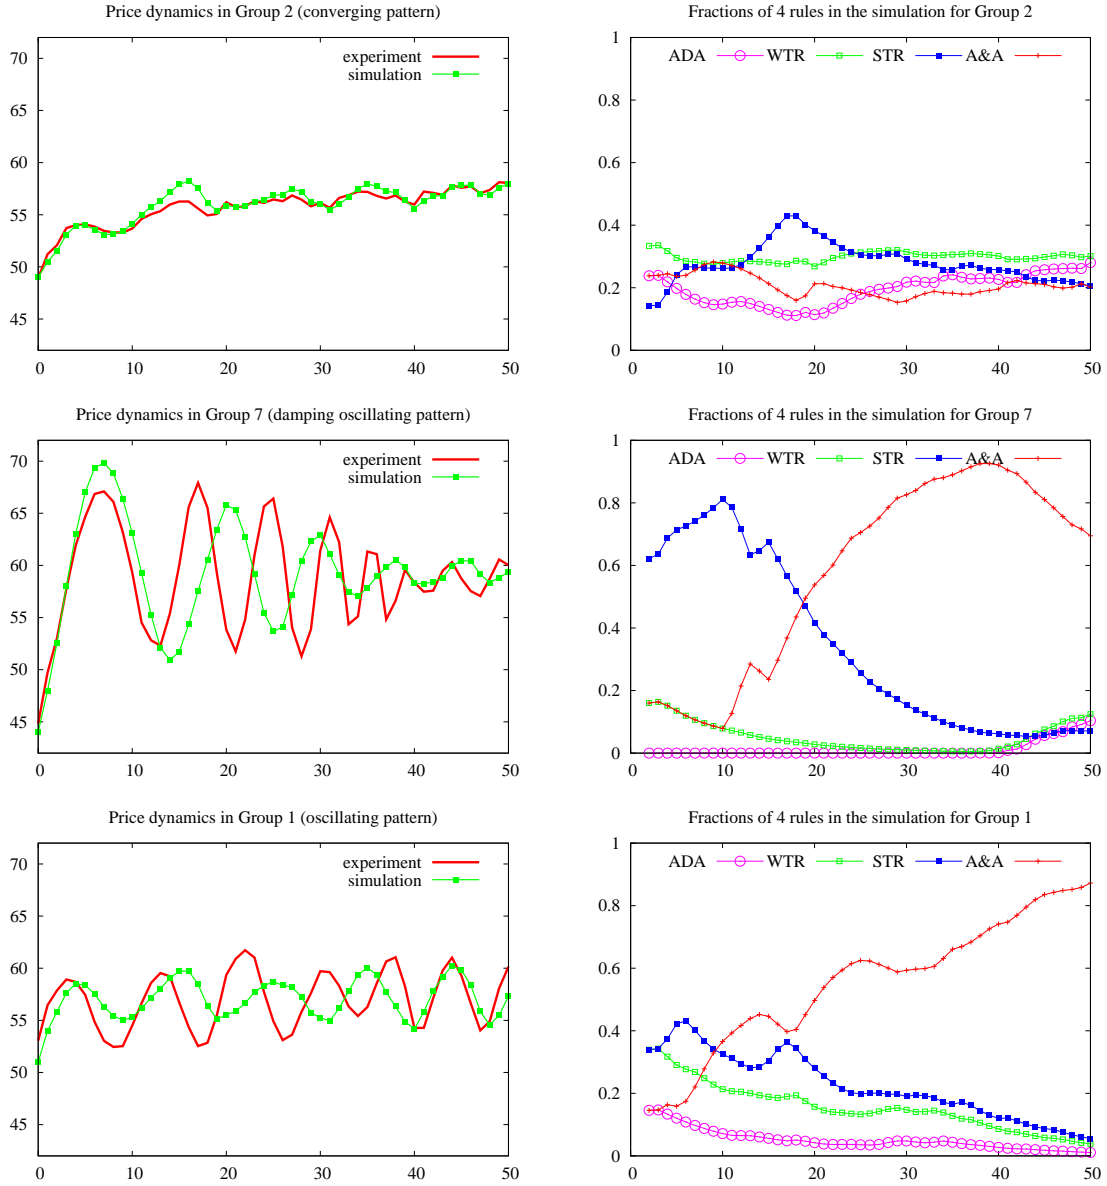 Price dynamics in Group 2 (converging pattern)
70
65
60
55
50
45
0 10 20 30 40 50
experiment
simulation
Fractions of 4 rules in the simulation for Group 2
1
0.8
0.6
0.4
0.2
0
0 10 20 30 40 50
ADA WTR STR A&A
Price dynamics in Group 7 (damping oscillating pattern)
70
65
60
55
50
45
0 10 20 30 40 50
experiment
simulation
Fractions of 4 rules in the simulation for Group 7
1
0.8
0.6
0.4
0.2
0
0 10 20 30 40 50
ADA WTR STR A&A
Price dynamics in Group 1 (oscillating pattern)
70
65
60
55
50
45
0 10 20 30 40 50
experiment
simulation
Fractions of 4 rules in the simulation for Group 1
1
0.8
0.6
0.4
0.2
0
0 10 20 30 40 50
ADA WTR STR A&A